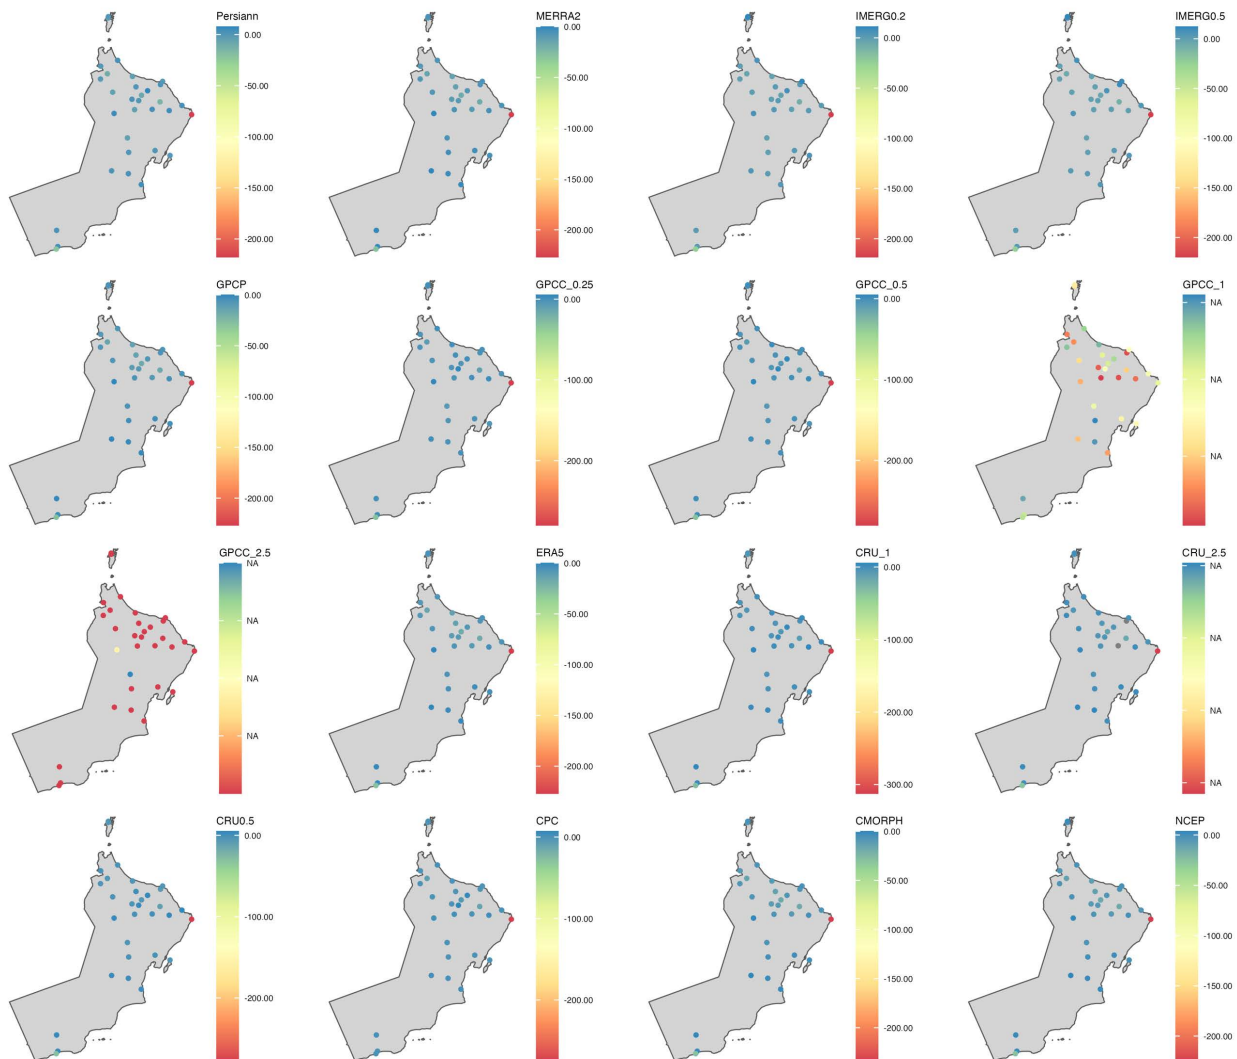 Persiann
0.00
-50.00
-100.00
-150.00
-200.00
MERRA2
0.00
-50.00
-100.00
-150.00
-200.00
IMERG0.2
0.00
-50.00
-100.00
-150.00
-200.00
IMERG0.5
0.00
-50.00
-100.00
-150.00
-200.00
GPCP
0.00
-50.00
-100.00
-150.00
-200.00
GPCC_0.25
0.00
-100.00
-200.00
GPCC_0.5
0.00
-100.00
-200.00
GPCC_1
NA
NA
NA
GPCC_2.5
NA
NA
NA
NA
ERA5
0.00
-50.00
-100.00
-150.00
-200.00
CRU_1
0.00
-100.00
-200.00
-300.00
CRU_2.5
NA
NA
NA
NA
CRU0.5
0.00
-100.00
-200.00
CPC
0.00
-100.00
-200.00
CMORPH
0.00
-50.00
-100.00
-150.00
-200.00
NCEP
0.00
-50.00
-100.00
-150.00
-200.00